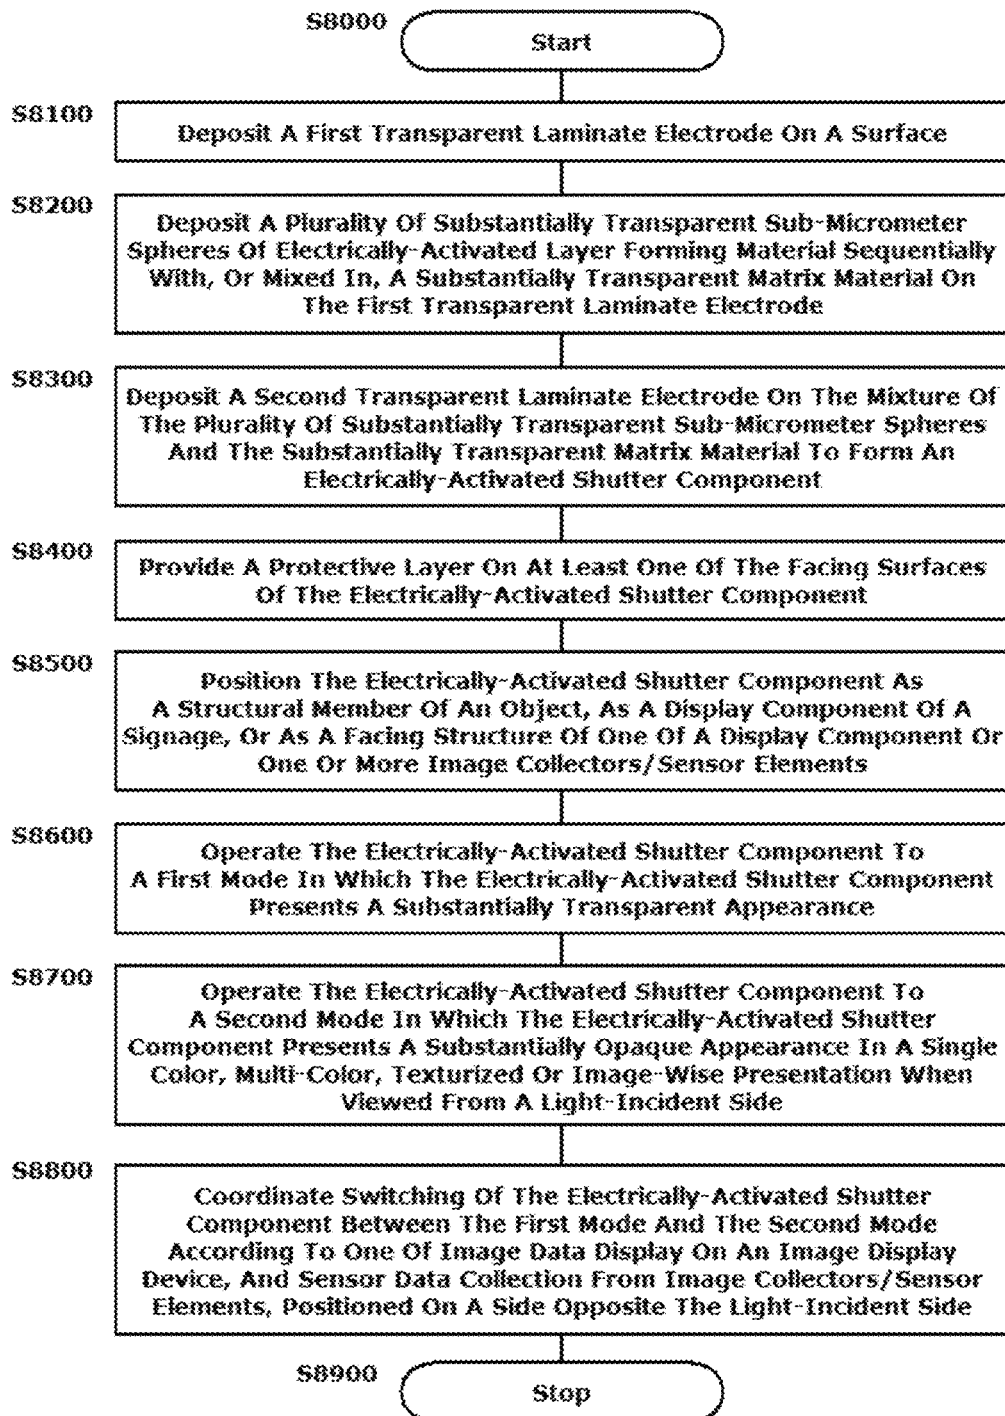 S8000
Start
S8100
Deposit A First Transparent Laminate Electrode On A Surface
S8200
Deposit A Plurality Of Substantially Transparent Sub-Micrometer
Spheres Of Electrically-Activated Layer Forming Material Sequentially
With, Or Mixed In, A Substantially Transparent Matrix Material On
The First Transparent Laminate Electrode
S8300
Deposit A Second Transparent Laminate Electrode On The Mixture Of
The Plurality Of Substantially Transparent Sub-Micrometer Spheres
And The Substantially Transparent Matrix Material To Form An
Electrically-Activated Shutter Component
S8400
Provide A Protective Layer On At Least One Of The Facing Surfaces
Of The Electrically-Activated Shutter Component
S8500
Position The Electrically-Activated Shutter Component As
A Structural Member Of An Object, As A Display Component Of A
Signage, Or As A Facing Structure Of One Of A Display Component Or
One Or More Image Collectors/Sensor Elements
S8600
Operate The Electrically-Activated Shutter Component To
A First Mode In Which The Electrically-Activated Shutter Component
Presents A Substantially Transparent Appearance
S8700
Operate The Electrically-Activated Shutter Component To
A Second Mode In Which The Electrically-Activated Shutter
Component Presents A Substantially Opaque Appearance In A Single
Color, Multi-Color, Texturized Or Image-Wise Presentation When
Viewed From A Light-Incident Side
S8800
Coordinate Switching Of The Electrically-Activated Shutter
Component Between The First Mode And The Second Mode
According To One Of Image Data Display On An Image Display
Device, And Sensor Data Collection From Image Collectors/Sensor
Elements, Positioned On A Side Opposite The Light-Incident Side
S8900
Stop